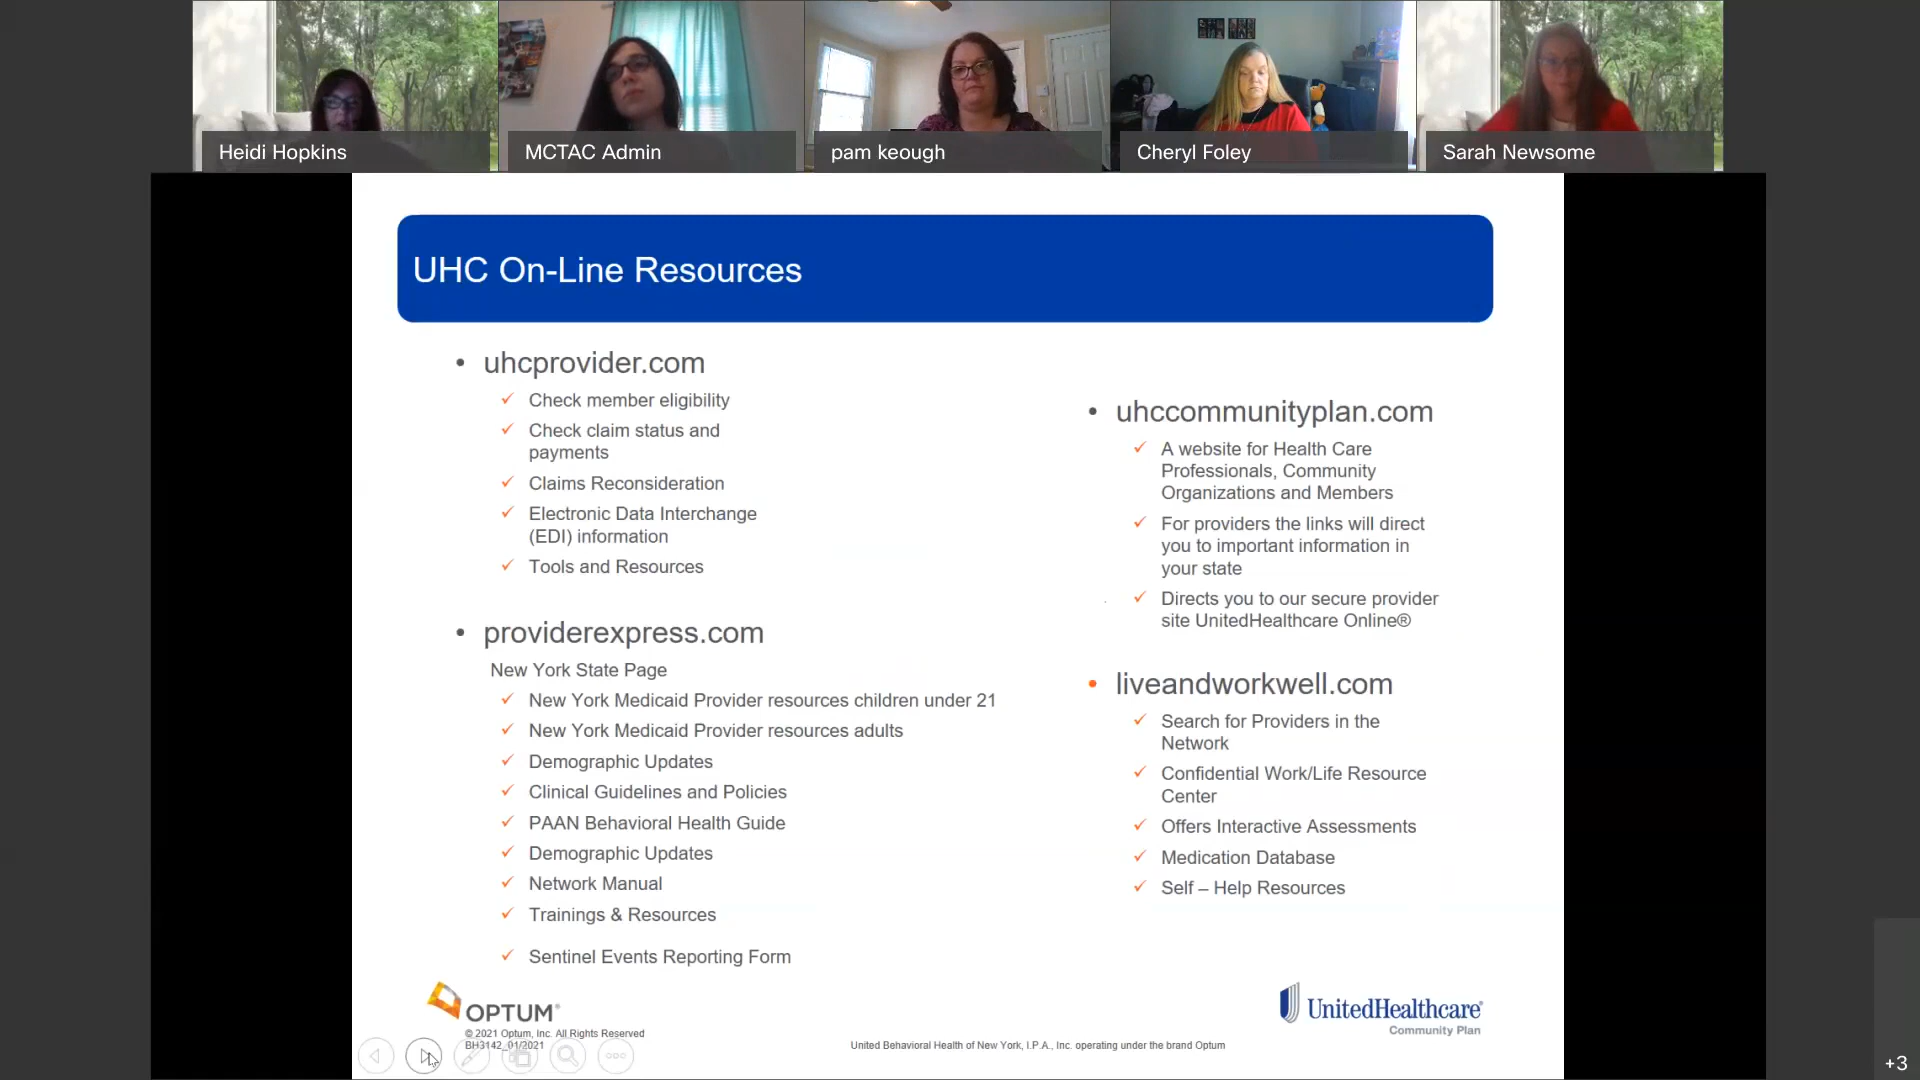 Heidi Hopkins
MCTAC Admin
pam keough
Cheryl Foley
Sarah Newsome
UHC On-Line Resources
• uhcprovider.com
✓ Check member eligibility
✓ Check claim status and
payments
✓ Claims Reconsideration
✓ Electronic Data Interchange
(EDI) information
✓ Tools and Resources
• providerexpress.com
New York State Page
✓ New York Medicaid Provider resources children under 21
✓ New York Medicaid Provider resources adults
✓ Demographic Updates
✓ Clinical Guidelines and Policies
✓ PAAN Behavioral Health Guide
✓ Demographic Updates
✓ Network Manual
✓ Trainings & Resources
✓ Sentinel Events Reporting Form
• uhccommunityplan.com
✓ A website for Health Care
Professionals, Community
Organizations and Members
✓ For providers the links will direct
you to important information in
your state
✓ Directs you to our secure provider
site UnitedHealthcare Online®
• liveandworkwell.com
✓ Search for Providers in the
Network
✓ Confidential Work/Life Resource
Center
✓ Offers Interactive Assessments
✓ Medication Database
✓ Self – Help Resources
OPTUM®
© 2021 Optum, Inc. All Rights Reserved
BH3142_01/2021
United Behavioral Health of New York, I.P.A., Inc. operating under the brand Optum
UnitedHealthcare®
Community Plan
+3